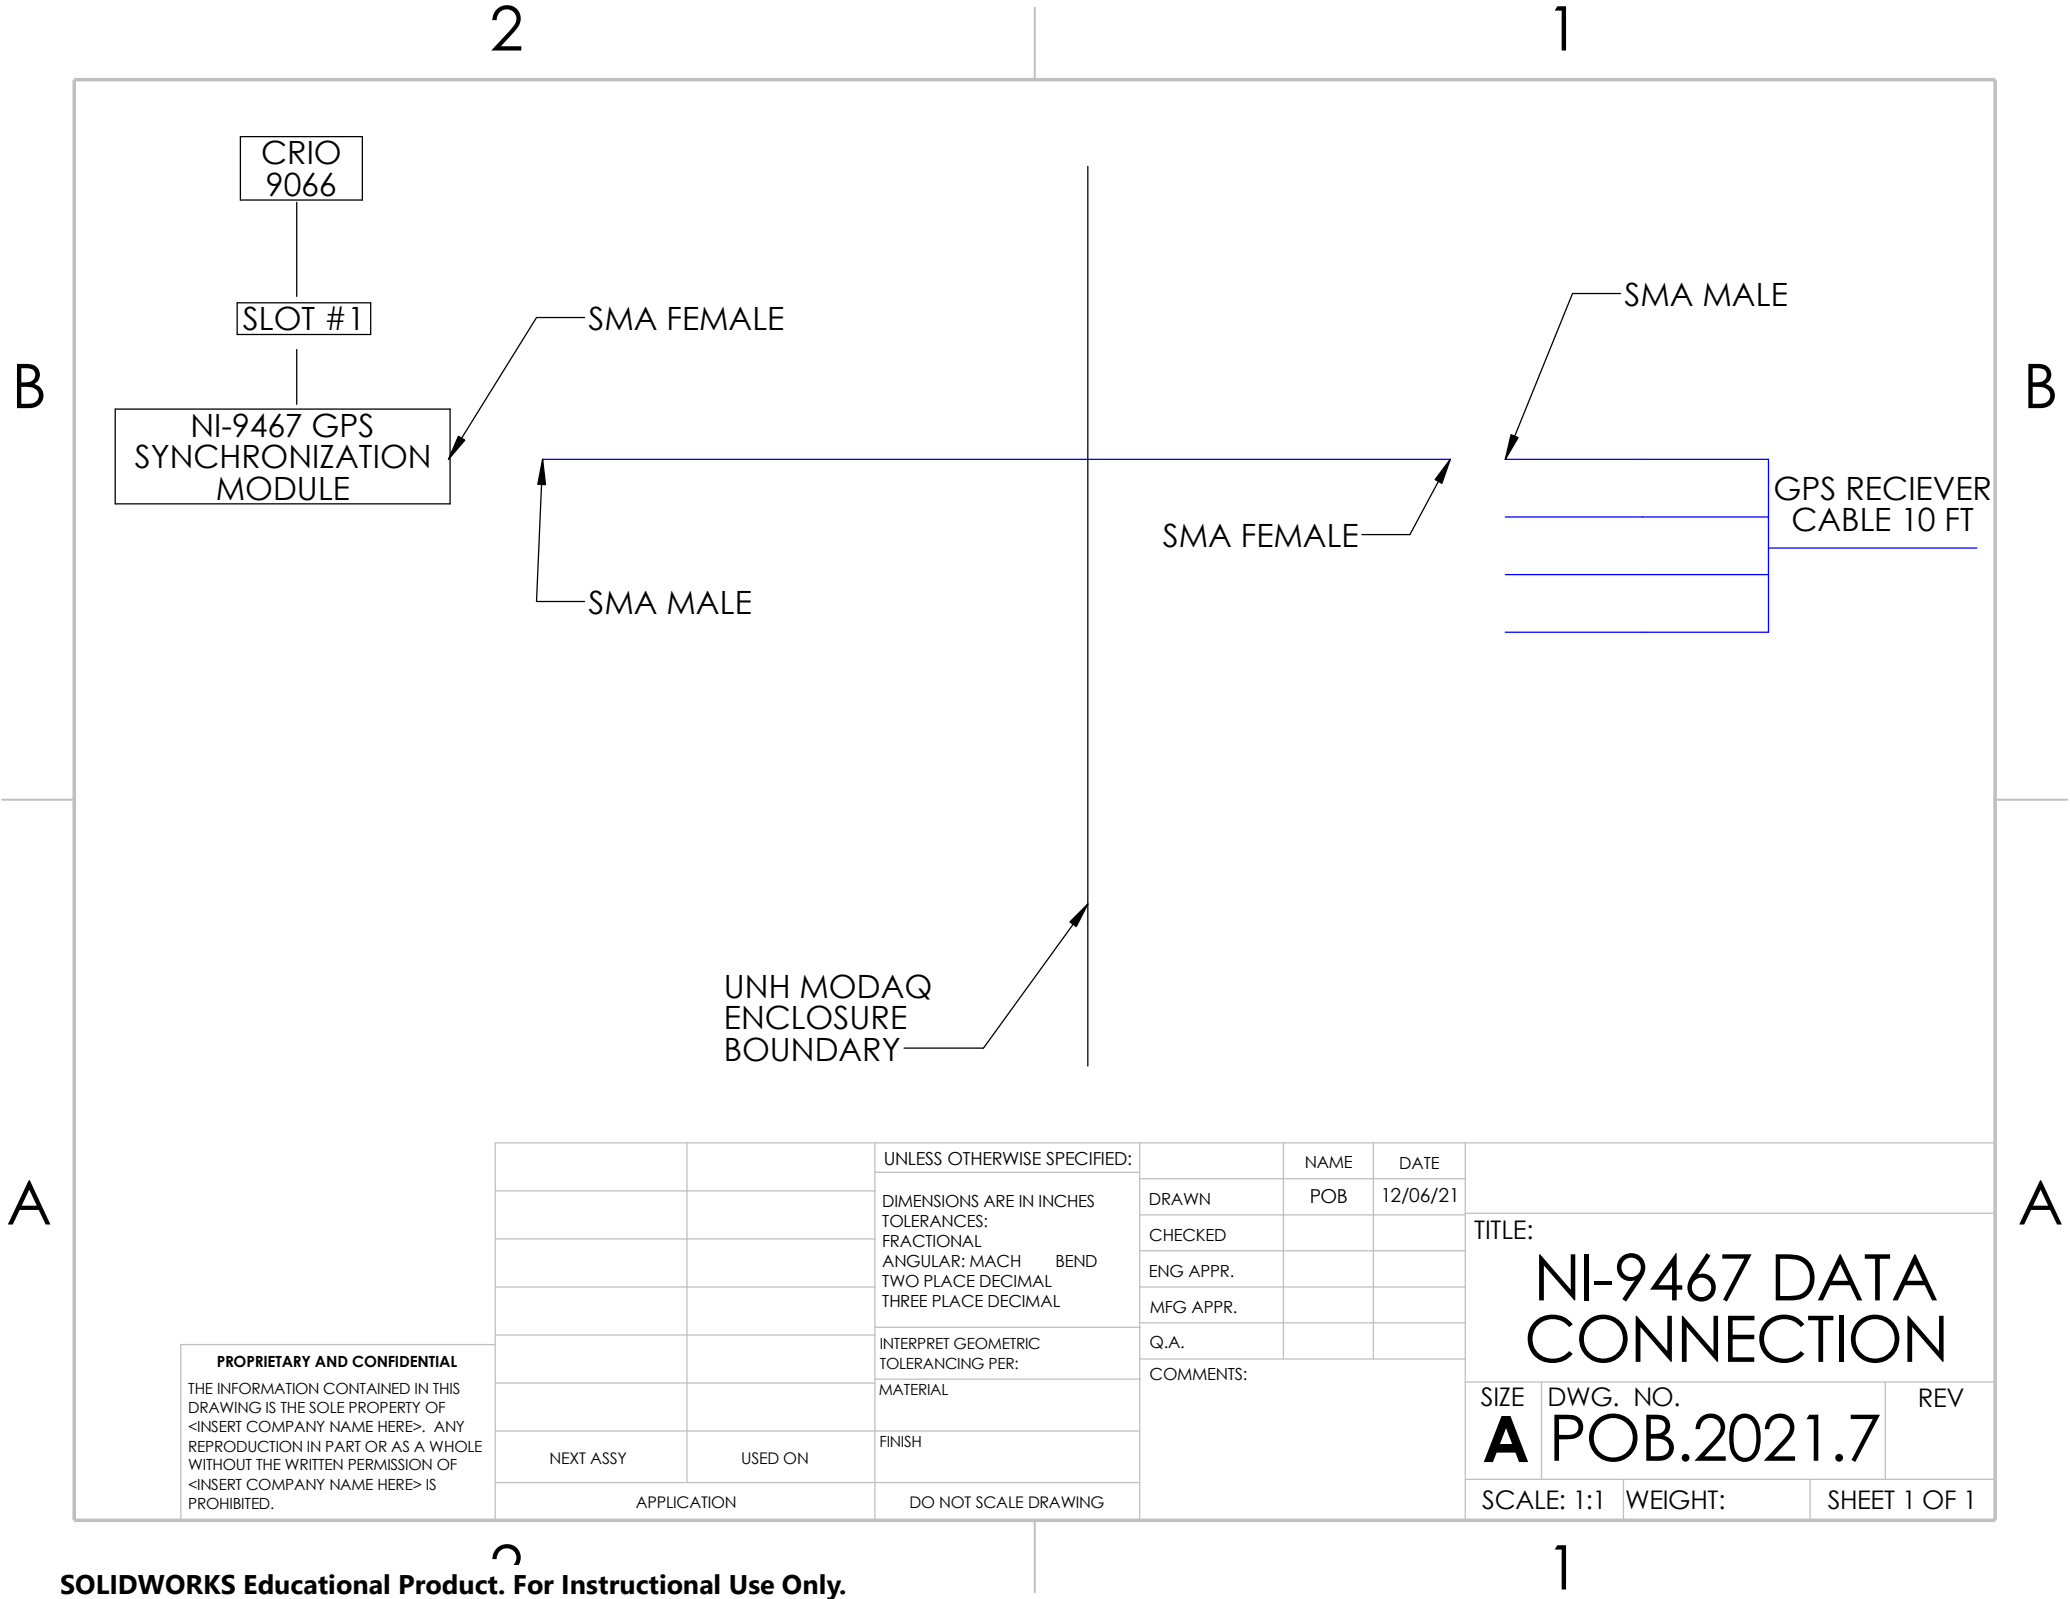 2
1
CRIO
9066
SLOT #1
NI-9467 GPS
SYNCHRONIZATION
MODULE
SMA FEMALE
SMA MALE
SMA FEMALE
SMA MALE
GPS RECIEVER
CABLE 10 FT
B
B
UNH MODAQ
ENCLOSURE
BOUNDARY
A
A
PROPRIETARY AND CONFIDENTIAL
THE INFORMATION CONTAINED IN THIS
DRAWING IS THE SOLE PROPERTY OF
<INSERT COMPANY NAME HERE>. ANY
REPRODUCTION IN PART OR AS A WHOLE
WITHOUT THE WRITTEN PERMISSION OF
<INSERT COMPANY NAME HERE> IS
PROHIBITED.
NEXT ASSY
USED ON
APPLICATION
UNLESS OTHERWISE SPECIFIED:
DIMENSIONS ARE IN INCHES
TOLERANCES:
FRACTIONAL
ANGULAR: MACH BEND
TWO PLACE DECIMAL
THREE PLACE DECIMAL
INTERPRET GEOMETRIC
TOLERANCING PER:
MATERIAL
FINISH
DO NOT SCALE DRAWING
NAME
DATE
DRAWN
POB
12/06/21
CHECKED
ENG APPR.
MFG APPR.
Q.A.
COMMENTS:
TITLE:
NI-9467 DATA
CONNECTION
SIZE
A
DWG. NO.
POB.2021.7
REV
SCALE: 1:1
WEIGHT:
SHEET 1 OF 1
2
1
SOLIDWORKS Educational Product. For Instructional Use Only.